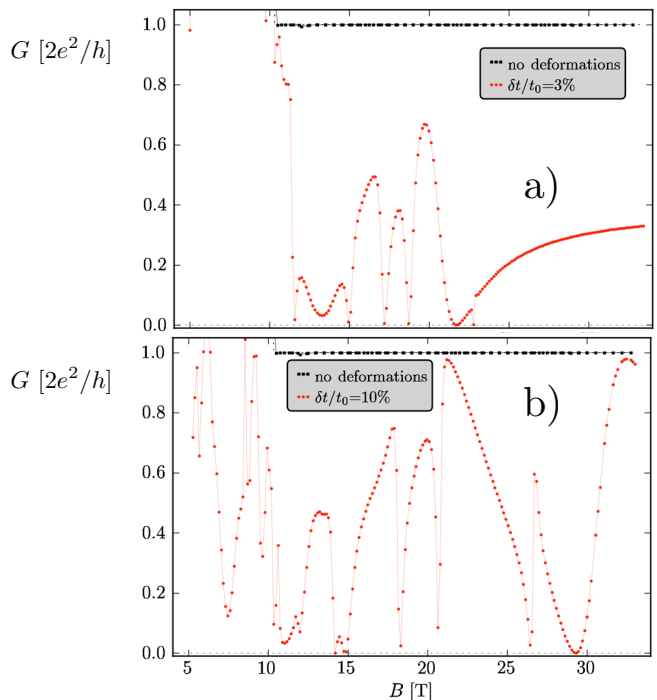 1.0
G [2e²/h]
0.8
no deformations
δt/t₀=3%
0.6
a)
0.4
0.2
0.0
1.0
G [2e²/h]
no deformations
δt/t₀=10%
0.8
b)
0.6
0.4
0.2
0.0
5 10 15 20 25 30
B [T]